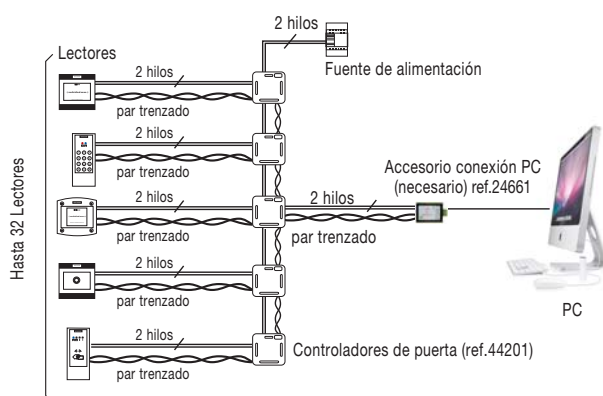 2 hilos
Fuente de alimentación
Lectores
2 hilos
par trenzado
2 hilos
par trenzado
2 hilos
par trenzado
2 hilos
par trenzado
2 hilos
par trenzado
Hasta 32 Lectores
Accesorio conexión PC
(necesario) ref.24661
2 hilos
par trenzado
PC
Controladores de puerta (ref.44201)